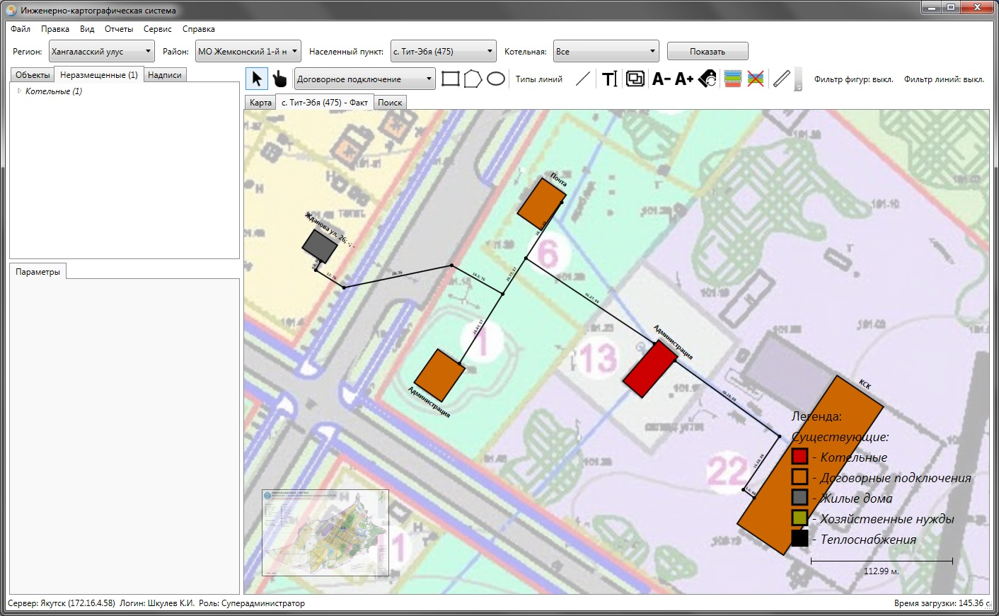 Инженерно-картографическая система
Файл Правка Вид Отчеты Сервис Справка
Регион: Хангаласский улус Район: МО Жемконский 1-й н Населенный пункт: с. Тит-Эбя (475) Котельная: Все Показать
Объекты Неразмещенные (1) Надписи
Договорное подключение Типы линий A- A+ Фильтр фигур: выкл. Фильтр линий: выкл.
Котельные (1)
Карта с. Тит-Эбя (475) - Факт Поиск
Почта
Жданова ул, 26; -; -
6
1
13
Администрация
Администрация
КСК
22
Параметры
Легенда:
Существующие:
- Котельные
- Договорные подключения
- Жилые дома
- Хозяйственные нужды
- Теплоснабжения
112.99 м.
Сервер: Якутск (172.16.4.58) Логин: Шкулев К.И. Роль: Суперадминистратор
Время загрузки: 145.36 с.